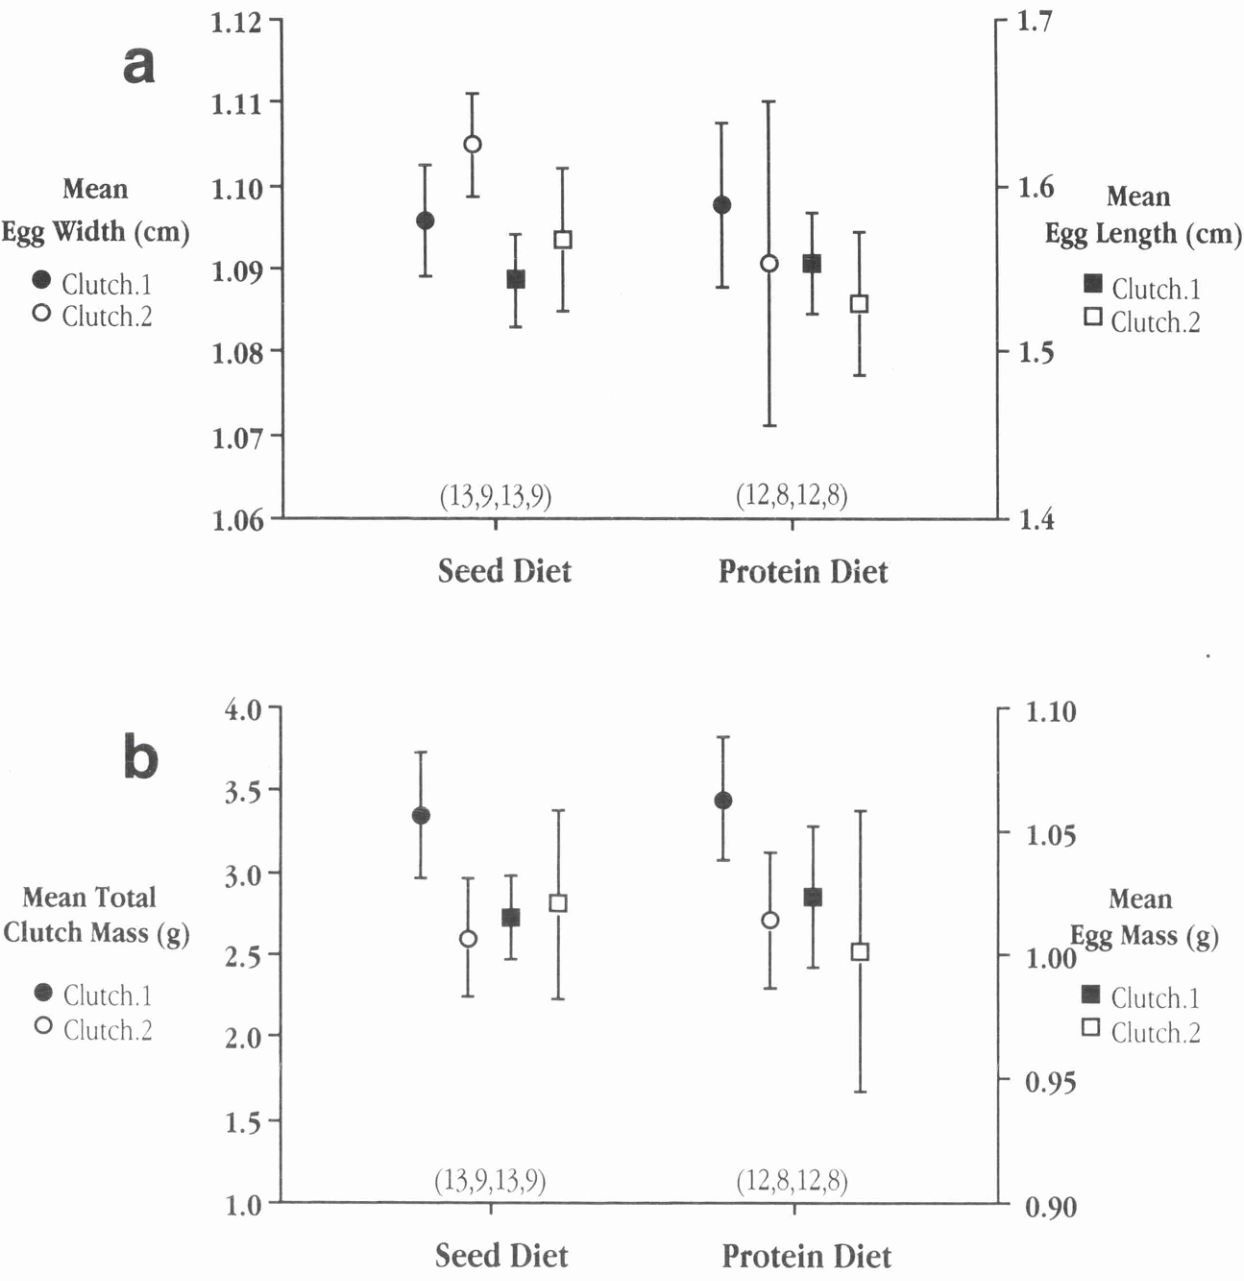 a
1.12
1.11
1.10
1.09
1.08
1.07
1.06
Mean
Egg Width (cm)
Clutch.1
Clutch.2
1.7
1.6
1.5
1.4
Mean
Egg Length (cm)
Clutch.1
Clutch.2
(13,9,13,9)
(12,8,12,8)
Seed Diet
Protein Diet
b
4.0
3.5
3.0
2.5
2.0
1.5
1.0
Mean Total
Clutch Mass (g)
Clutch.1
Clutch.2
1.10
1.05
1.00
0.95
0.90
Mean
Egg Mass (g)
Clutch.1
Clutch.2
(13,9,13,9)
(12,8,12,8)
Seed Diet
Protein Diet